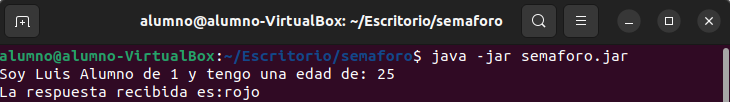 alumno@alumno-VirtualBox: ~/Escritorio/semaforo
alumno@alumno-VirtualBox:~/Escritorio/semaforo$ java -jar semaforo.jar
Soy Luis Alumno de 1 y tengo una edad de: 25
La respuesta recibida es:rojo